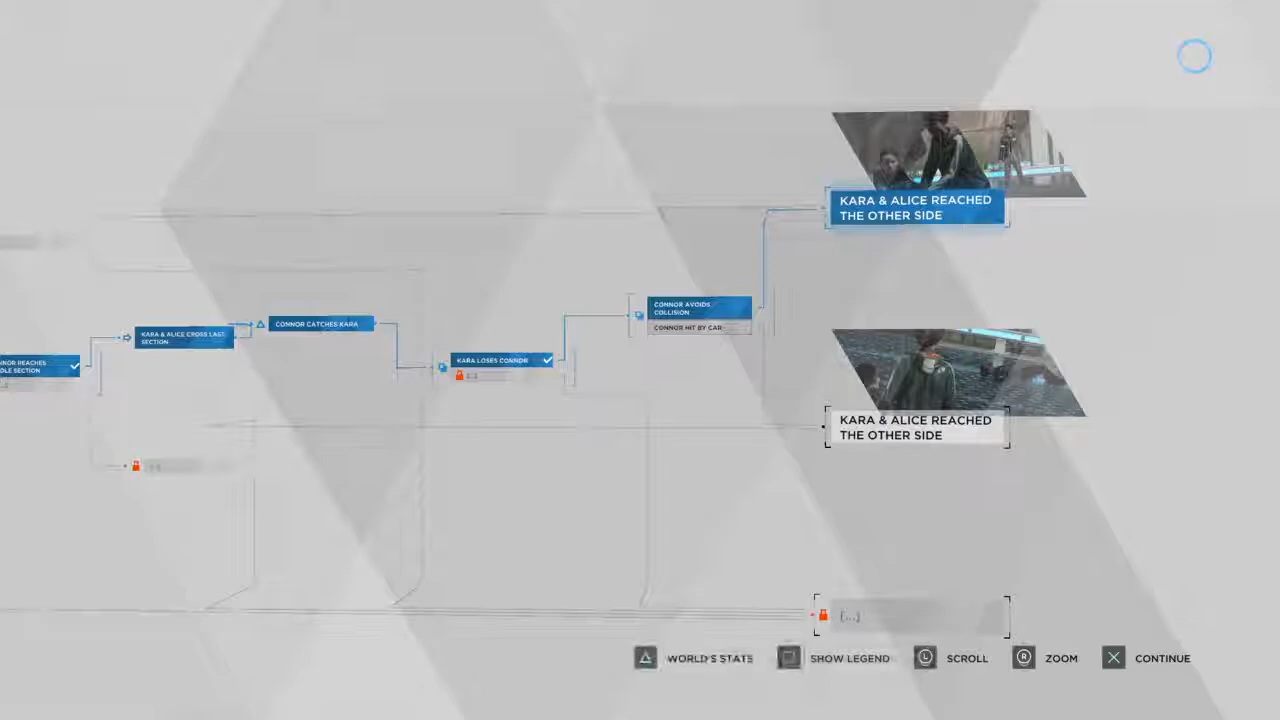 KARA & ALICE REACHED
THE OTHER SIDE
CONNOR AVOIDS
COLLISION
CONNOR HIT BY CAR
KARA & ALICE CROSS LAST
SECTION
CONNOR CATCHES KARA
KARA LOSES CONNOR
NNOR REACHES
DLE SECTION
KARA & ALICE REACHED
THE OTHER SIDE
[...]
WORLD'S STATE
SHOW LEGEND
L
SCROLL
R
ZOOM
CONTINUE